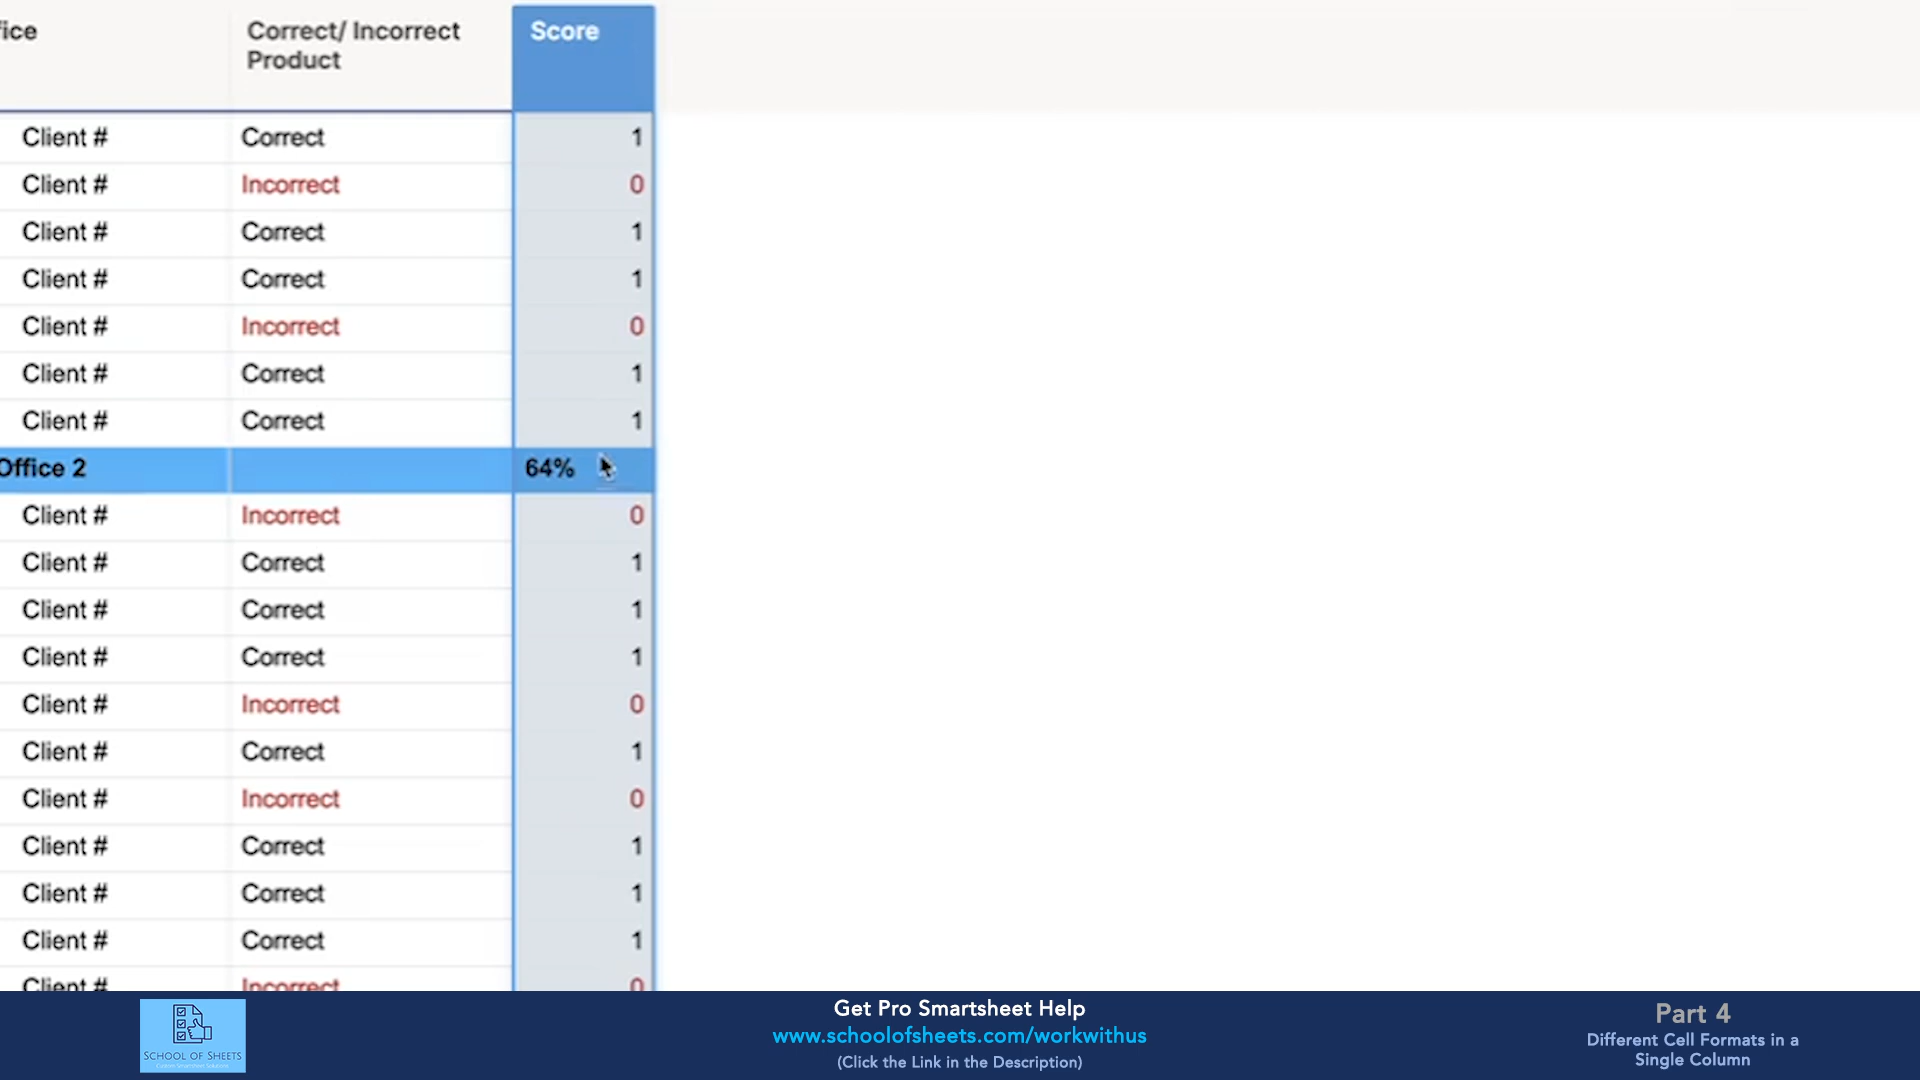 fice
Correct/ Incorrect
Product
Score
Client # Correct 1
Client # Incorrect 0
Client # Correct 1
Client # Correct 1
Client # Incorrect 0
Client # Correct 1
Client # Correct 1
Office 2 64%
Client # Incorrect 0
Client # Correct 1
Client # Correct 1
Client # Correct 1
Client # Incorrect 0
Client # Correct 1
Client # Incorrect 0
Client # Correct 1
Client # Correct 1
Client # Correct 1
Client # Incorrect 0
SCHOOL OF SHEETS
Get Pro Smartsheet Help
www.schoolofsheets.com/workwithus
(Click the Link in the Description)
Part 4
Different Cell Formats in a
Single Column